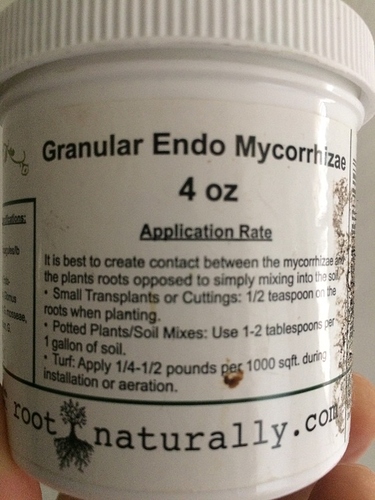 Granular Endo Mycorrhizae
4 oz
Application Rate
It is best to create contact between the mycorrhizae and
the plants roots opposed to simply mixing into the soil.
* Small Transplants or Cuttings: 1/2 teaspoon on the
roots when planting.
* Potted Plants/Soil Mixes: Use 1-2 tablespoons per
1 gallon of soil.
* Turf: Apply 1/4-1/2 pounds per 1000 sqft. during
installation or aeration.
root naturally.com